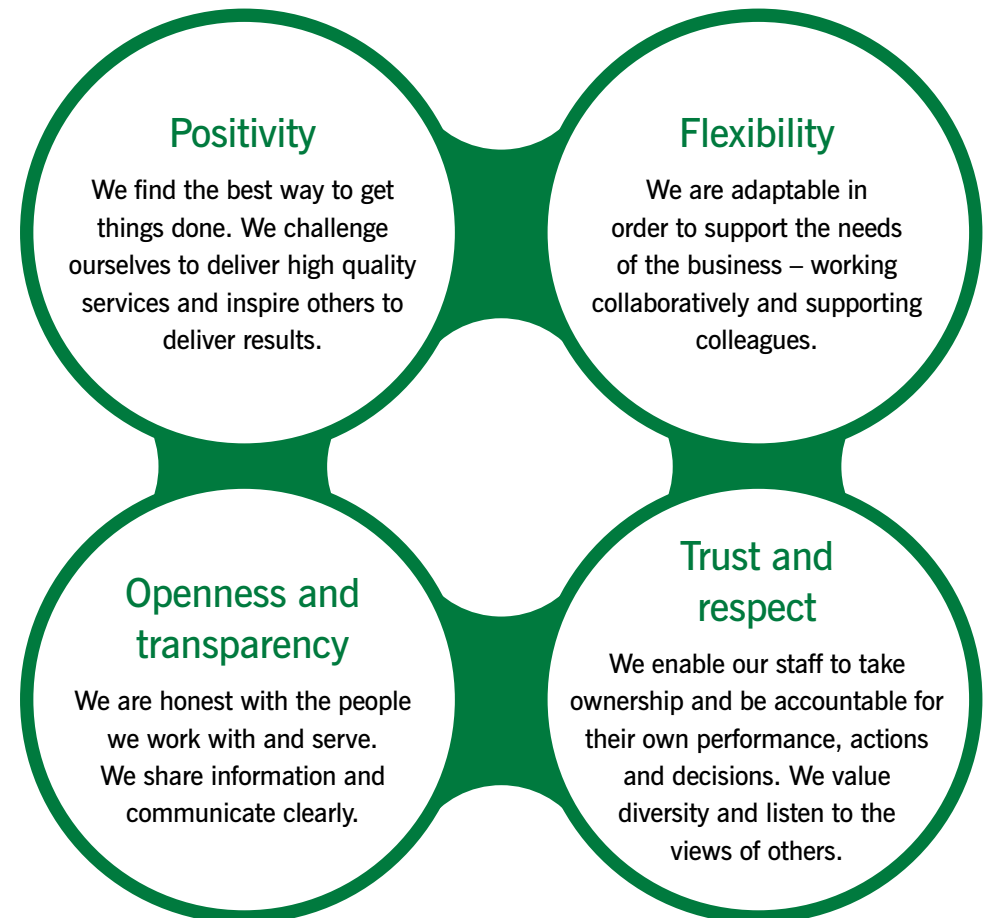 Positivity
We find the best way to get
things done. We challenge
ourselves to deliver high quality
services and inspire others to
deliver results.
Flexibility
We are adaptable in
order to support the needs
of the business – working
collaboratively and supporting
colleagues.
Openness and
transparency
We are honest with the people
we work with and serve.
We share information and
communicate clearly.
Trust and
respect
We enable our staff to take
ownership and be accountable for
their own performance, actions
and decisions. We value
diversity and listen to the
views of others.